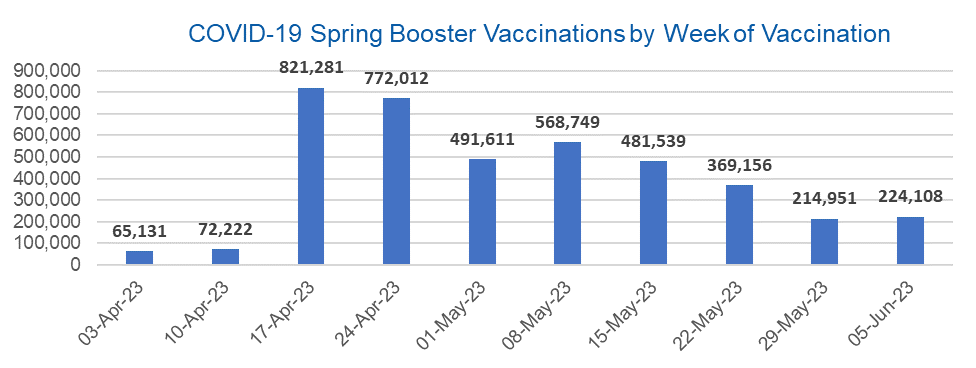 COVID-19 Spring Booster Vaccinations by Week of Vaccination
900,000
800,000
700,000
600,000
500,000
400,000
300,000
200,000
100,000
0
65,131
72,222
821,281
772,012
491,611
568,749
481,539
369,156
214,951
224,108
03-Apr-23
10-Apr-23
17-Apr-23
24-Apr-23
01-May-23
08-May-23
15-May-23
22-May-23
29-May-23
05-Jun-23